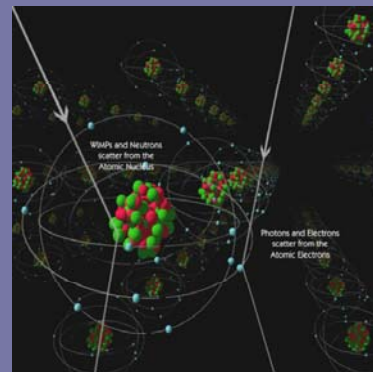 WIMPs and Neutrons
scatter from the
Atomic Nucleus
Photons and Electrons
scatter from the
Atomic Electrons